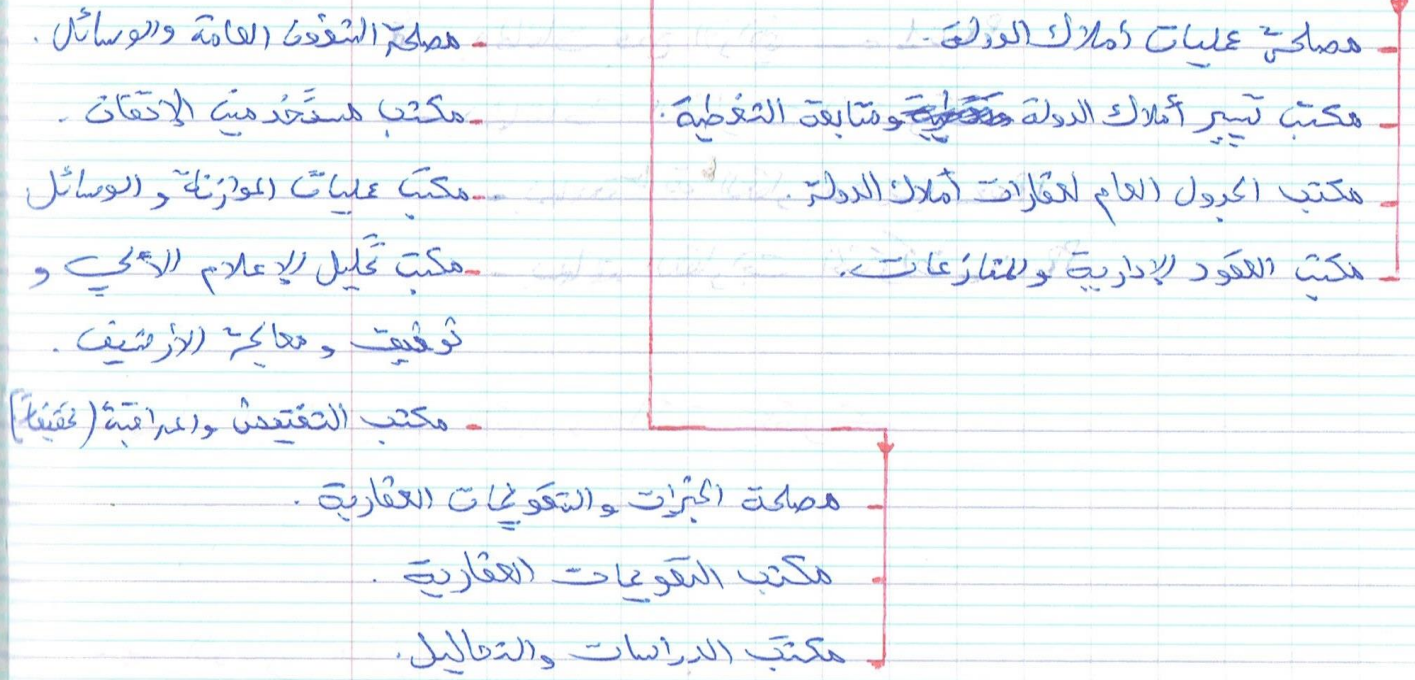 - مصلحة عمليات أملاك الدولة.
- مكتب تسيير أملاك الدولة ومتابعة التغطية.
- مكتب الجدول العام لعقارات أملاك الدولة.
- مكتب العقود الإدارية والمنازعات.
- مصلحة الشؤون العامة والوسائل.
- مكتب مستخدمين الإتقان.
- مكتب عمليات الموازنة والوسائل
- مكتب تحليل الإعلام الآلي و
توثيق ومعالجة الأرشيف.
- مكتب التفتيش والمراقبة
- مصلحة الخبرات والتقويمات العقارية.
- مكتب التقويمات العقارية.
- مكتب الدراسات والتحاليل.